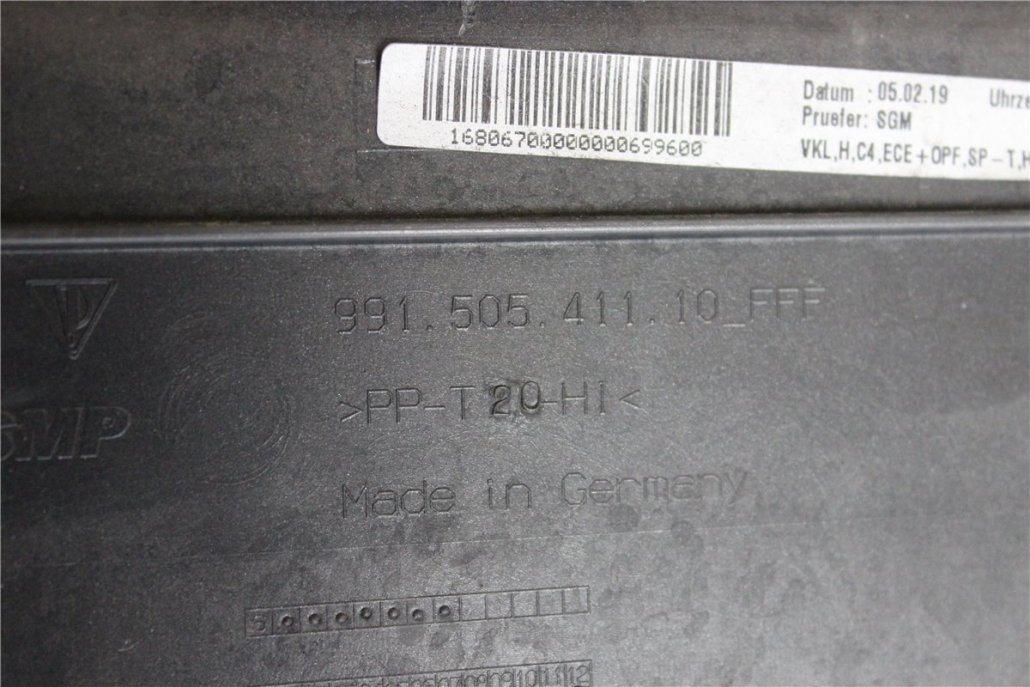 16806700000000699600
Datum : 05.02.19
Pruefer: SGM
VKL,H,C4,ECE+OPF,SP-T,H
991.505.411.10_FFF
>PP-T20-HI<
SMP
Made in Germany